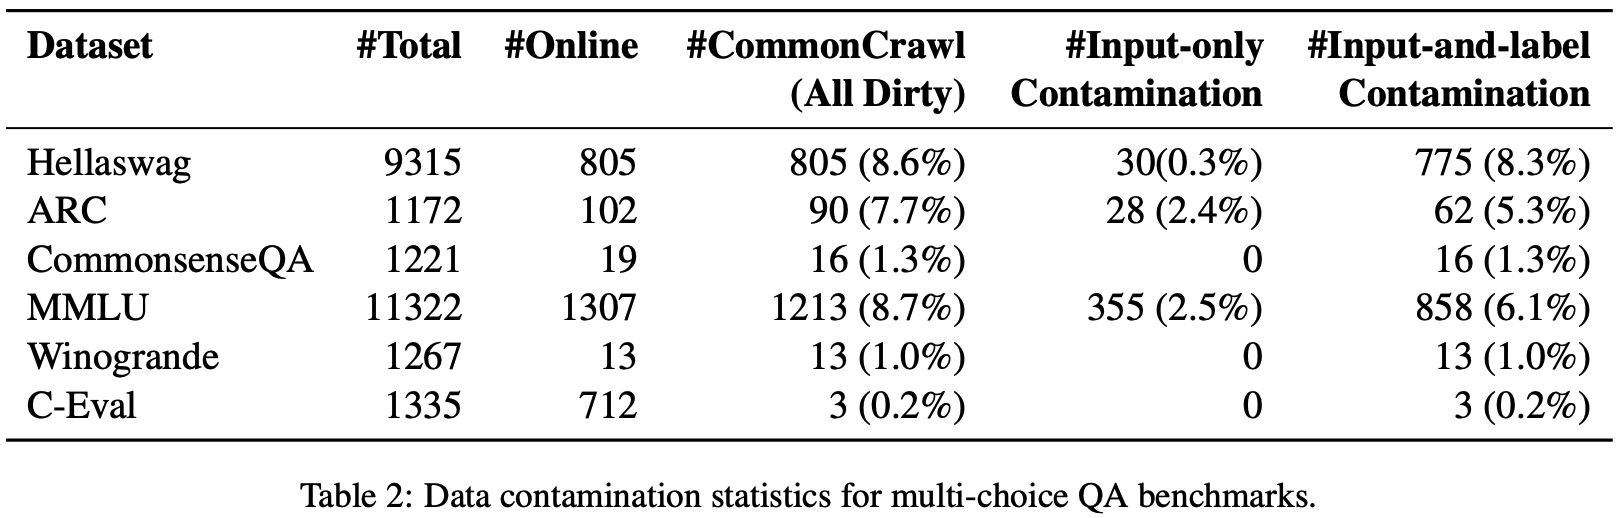 Dataset #Total #Online #CommonCrawl #Input-only #Input-and-label
(All Dirty) Contamination Contamination
Hellaswag 9315 805 805 (8.6%) 30(0.3%) 775 (8.3%)
ARC 1172 102 90 (7.7%) 28 (2.4%) 62 (5.3%)
CommonsenseQA 1221 19 16 (1.3%) 0 16 (1.3%)
MMLU 11322 1307 1213 (8.7%) 355 (2.5%) 858 (6.1%)
Winogrande 1267 13 13 (1.0%) 0 13 (1.0%)
C-Eval 1335 712 3 (0.2%) 0 3 (0.2%)
Table 2: Data contamination statistics for multi-choice QA benchmarks.